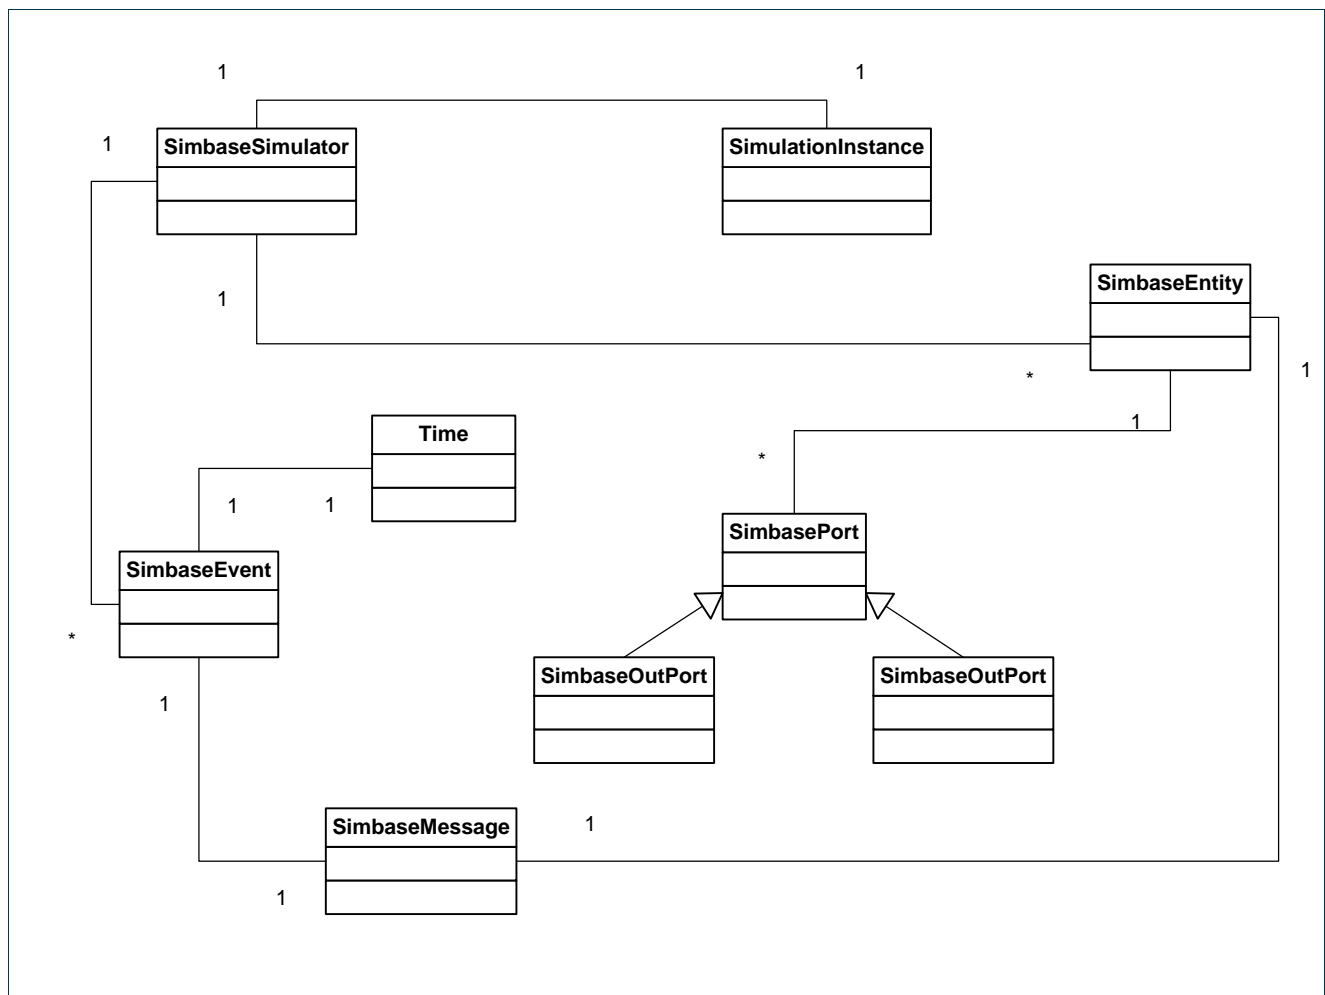 1
1
1
SimbaseSimulator
SimulationInstance
1
SimbaseEntity
*
1
1
*
Time
1
1
SimbasePort
SimbaseEvent
*
SimbaseOutPort
SimbaseOutPort
1
SimbaseMessage
1
1